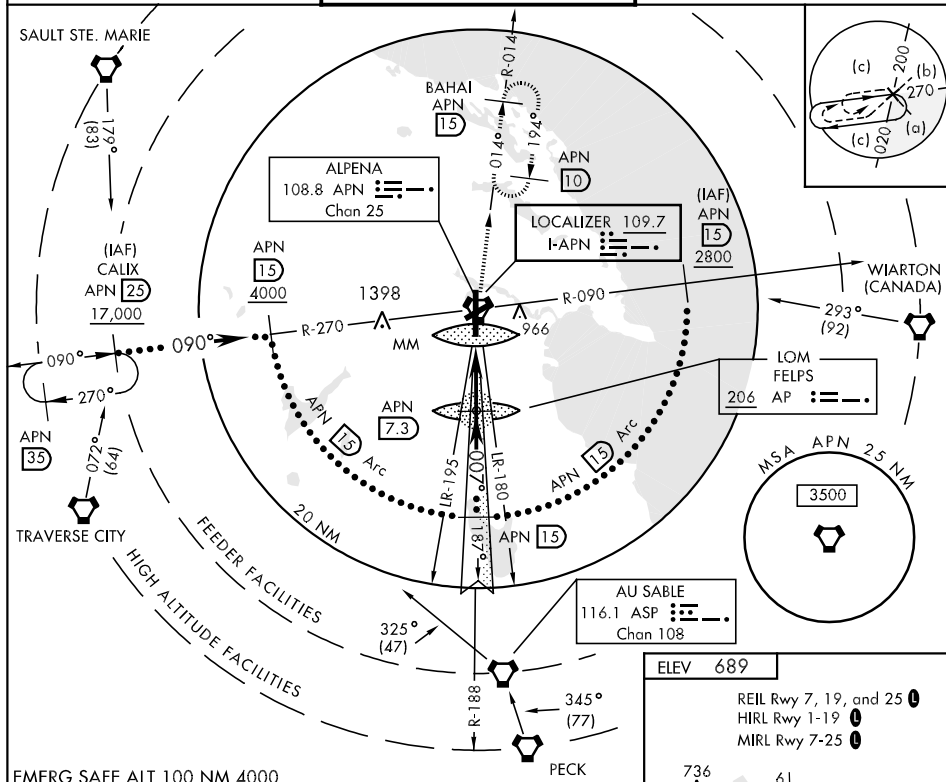 SAULT STE. MARIE
179°
(83)
R-014
BAHAI
APN
15
014°
194°
APN
10
(c)
(b)
200
270
(a)
(c)
020
ALPENA
108.8 APN
Chan 25
LOCALIZER 109.7
I-APN
(IAF)
APN
15
2800
(IAF)
CALIX
APN 25
17,000
APN
15
4000
1398
R-090
WIARTON
(CANADA)
293°
(92)
090°
090°
R-270
MM
966
270°
APN
35
072°
(64)
TRAVERSE CITY
APN
7.3
LOM
FELPS
206 AP
APN 15 Arc
LR-195
007°
LR-180
APN 15 Arc
187°
APN 15
20 NM
MSA APN 25 NM
3500
FEEDER FACILITIES
HIGH ALTITUDE FACILITIES
325°
(47)
AU SABLE
116.1 ASP
Chan 108
R-188
345°
(77)
PECK
ELEV 689
REIL Rwy 7, 19, and 25 L
HIRL Rwy 1-19 L
MIRL Rwy 7-25 L
736
61
EMERG SAFE ALT 100 NM 4000